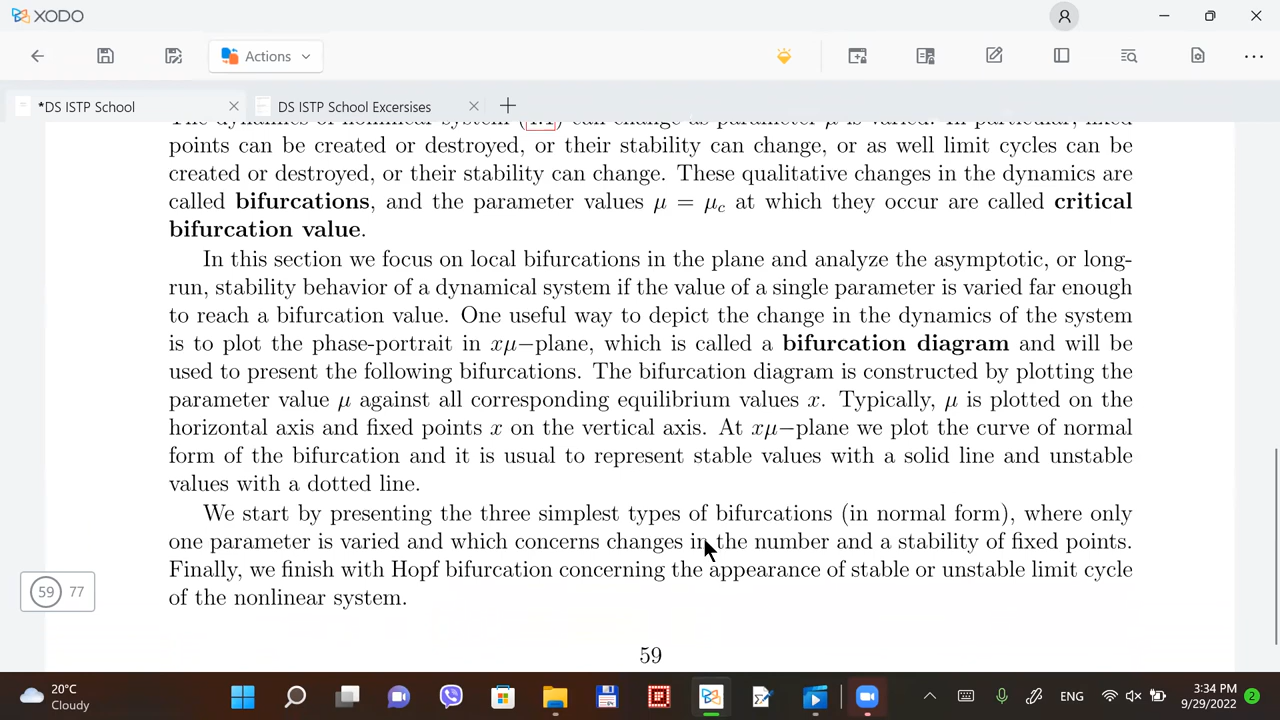 XODO
Actions
*DS ISTP School
DS ISTP School Excersises
points can be created or destroyed, or their stability can change, or as well limit cycles can be
created or destroyed, or their stability can change. These qualitative changes in the dynamics are
called bifurcations, and the parameter values μ = μc at which they occur are called critical
bifurcation value.
In this section we focus on local bifurcations in the plane and analyze the asymptotic, or long-
run, stability behavior of a dynamical system if the value of a single parameter is varied far enough
to reach a bifurcation value. One useful way to depict the change in the dynamics of the system
is to plot the phase-portrait in xμ−plane, which is called a bifurcation diagram and will be
used to present the following bifurcations. The bifurcation diagram is constructed by plotting the
parameter value μ against all corresponding equilibrium values x. Typically, μ is plotted on the
horizontal axis and fixed points x on the vertical axis. At xμ−plane we plot the curve of normal
form of the bifurcation and it is usual to represent stable values with a solid line and unstable
values with a dotted line.
We start by presenting the three simplest types of bifurcations (in normal form), where only
one parameter is varied and which concerns changes in the number and a stability of fixed points.
Finally, we finish with Hopf bifurcation concerning the appearance of stable or unstable limit cycle
of the nonlinear system.
59 77
59
20°C
Cloudy
ENG
3:34 PM
9/29/2022
2